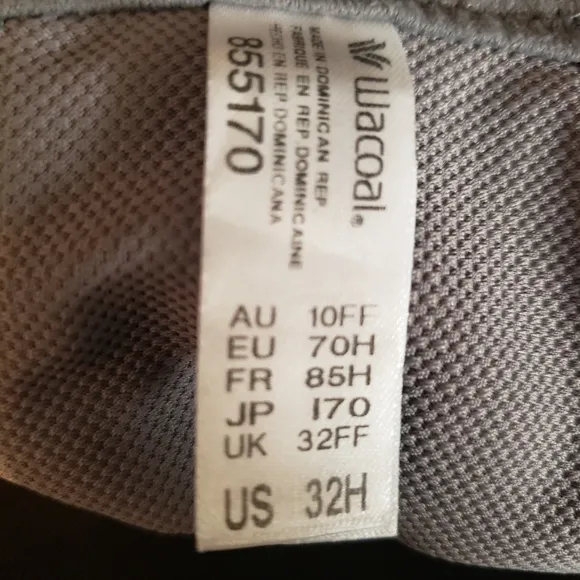 wacoal®
MADE IN DOMINICAN REP.
FABRIQUE EN REP DOMINICAINE
HECHO EN REP. DOMINICANA
855170
AU 10FF
EU 70H
FR 85H
JP I70
UK 32FF
US 32H